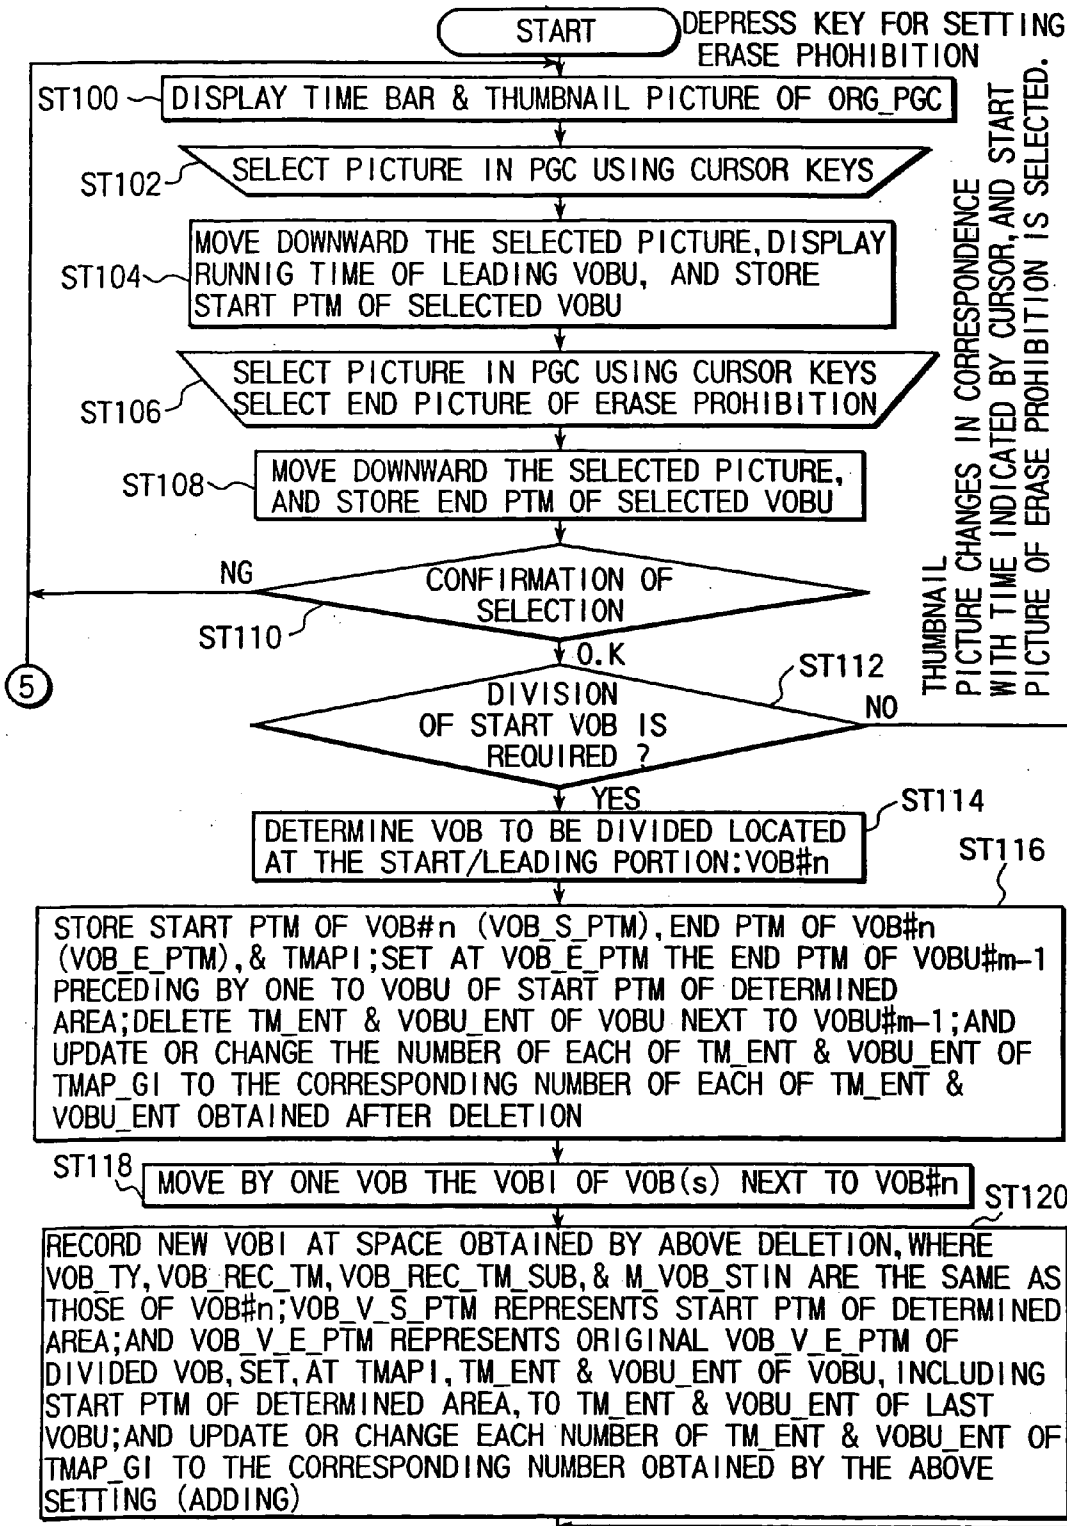 START
DEPRESS KEY FOR SETTING
ERASE PHOHIBITION
ST100
DISPLAY TIME BAR & THUMBNAIL PICTURE OF ORG_PGC
ST102
SELECT PICTURE IN PGC USING CURSOR KEYS
ST104
MOVE DOWNWARD THE SELECTED PICTURE, DISPLAY
RUNNIG TIME OF LEADING VOBU, AND STORE
START PTM OF SELECTED VOBU
ST106
SELECT PICTURE IN PGC USING CURSOR KEYS
SELECT END PICTURE OF ERASE PROHIBITION
ST108
MOVE DOWNWARD THE SELECTED PICTURE,
AND STORE END PTM OF SELECTED VOBU
THUMBNAIL
PICTURE CHANGES IN CORRESPONDENCE
WITH TIME INDICATED BY CURSOR, AND START
PICTURE OF ERASE PROHIBITION IS SELECTED.
NG
CONFIRMATION OF
SELECTION
ST110
O.K
5
ST112
DIVISION
OF START VOB IS
REQUIRED ?
NO
YES
ST114
DETERMINE VOB TO BE DIVIDED LOCATED
AT THE START/LEADING PORTION:VOB#n
ST116
STORE START PTM OF VOB#n (VOB_S_PTM), END PTM OF VOB#n
(VOB_E_PTM), & TMAPI;SET AT VOB_E_PTM THE END PTM OF VOBU#m-1
PRECEDING BY ONE TO VOBU OF START PTM OF DETERMINED
AREA;DELETE TM_ENT & VOBU_ENT OF VOBU NEXT TO VOBU#m-1;AND
UPDATE OR CHANGE THE NUMBER OF EACH OF TM_ENT & VOBU_ENT OF
TMAP_GI TO THE CORRESPONDING NUMBER OF EACH OF TM_ENT &
VOBU_ENT OBTAINED AFTER DELETION
ST118
MOVE BY ONE VOB THE VOBI OF VOB(s) NEXT TO VOB#n
ST120
RECORD NEW VOBI AT SPACE OBTAINED BY ABOVE DELETION, WHERE
VOB_TY, VOB_REC_TM, VOB_REC_TM_SUB, & M_VOB_STIN ARE THE SAME AS
THOSE OF VOB#n;VOB_V_S_PTM REPRESENTS START PTM OF DETERMINED
AREA;AND VOB_V_E_PTM REPRESENTS ORIGINAL VOB_V_E_PTM OF
DIVIDED VOB, SET, AT TMAPI, TM_ENT & VOBU_ENT OF VOBU, INCLUDING
START PTM OF DETERMINED AREA, TO TM_ENT & VOBU_ENT OF LAST
VOBU;AND UPDATE OR CHANGE EACH NUMBER OF TM_ENT & VOBU_ENT OF
TMAP_GI TO THE CORRESPONDING NUMBER OBTAINED BY THE ABOVE
SETTING (ADDING)